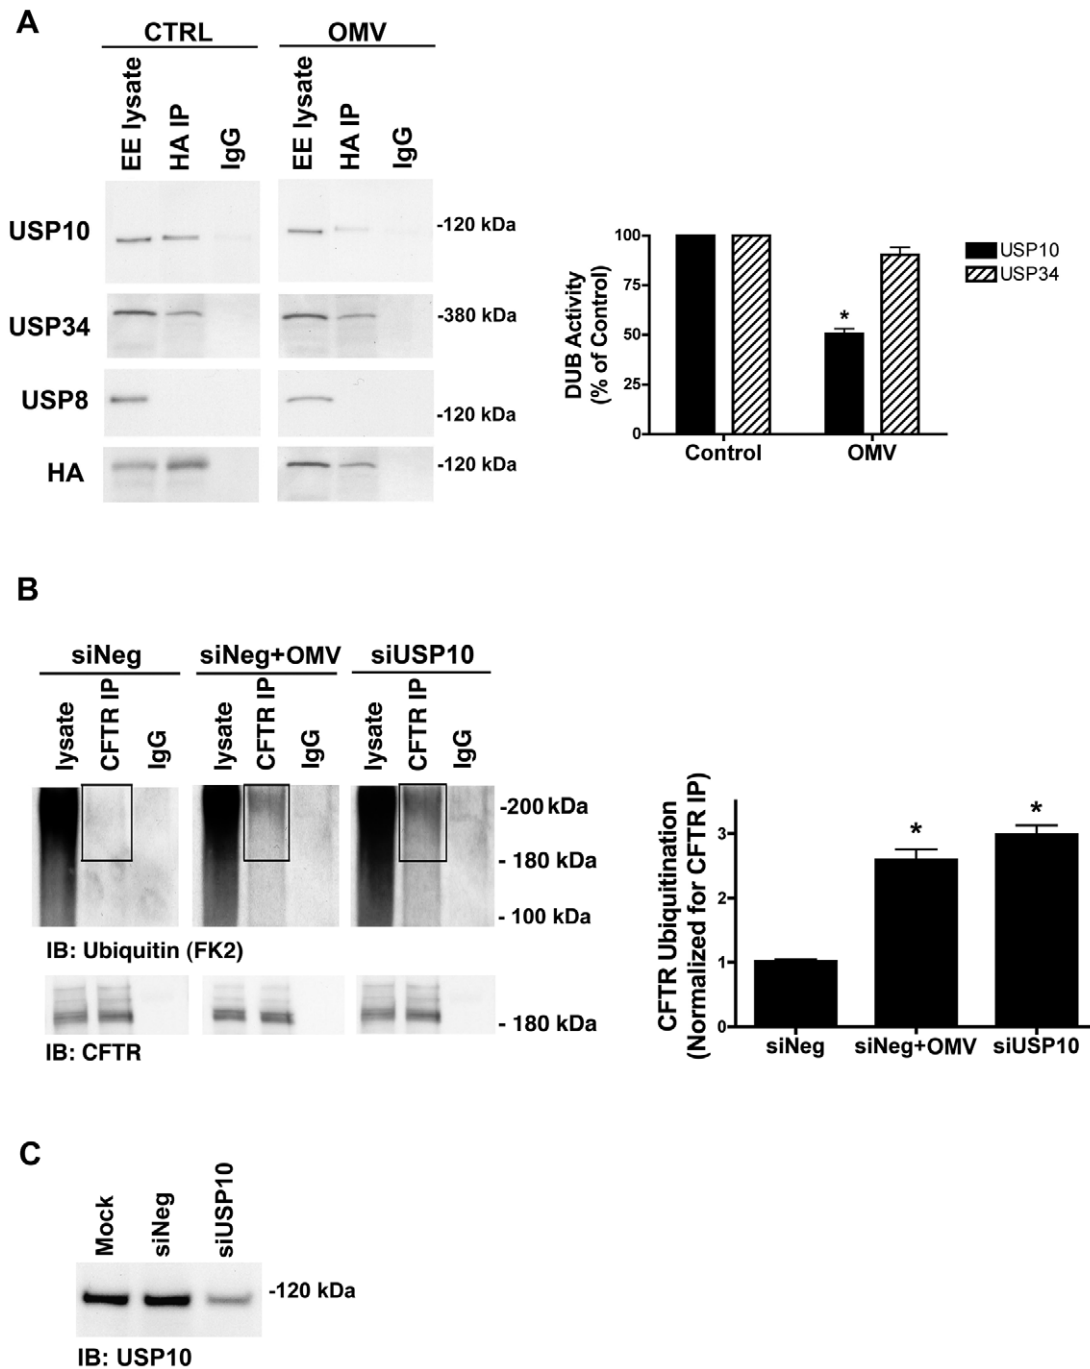 A
CTRL
OMV
EE lysate
HA IP
IgG
EE lysate
HA IP
IgG
USP10
-120 kDa
USP34
-380 kDa
USP8
-120 kDa
HA
-120 kDa
DUB Activity
(% of Control)
100
75
50
25
0
*
Control
OMV
USP10
USP34
B
siNeg
siNeg+OMV
siUSP10
lysate
CFTR IP
IgG
lysate
CFTR IP
IgG
lysate
CFTR IP
IgG
-200 kDa
- 180 kDa
- 100 kDa
IB: Ubiquitin (FK2)
- 180 kDa
IB: CFTR
CFTR Ubiquitination
(Normalized for CFTR IP)
3
2
1
0
*
*
siNeg
siNeg+OMV
siUSP10
C
Mock
siNeg
siUSP10
-120 kDa
IB: USP10